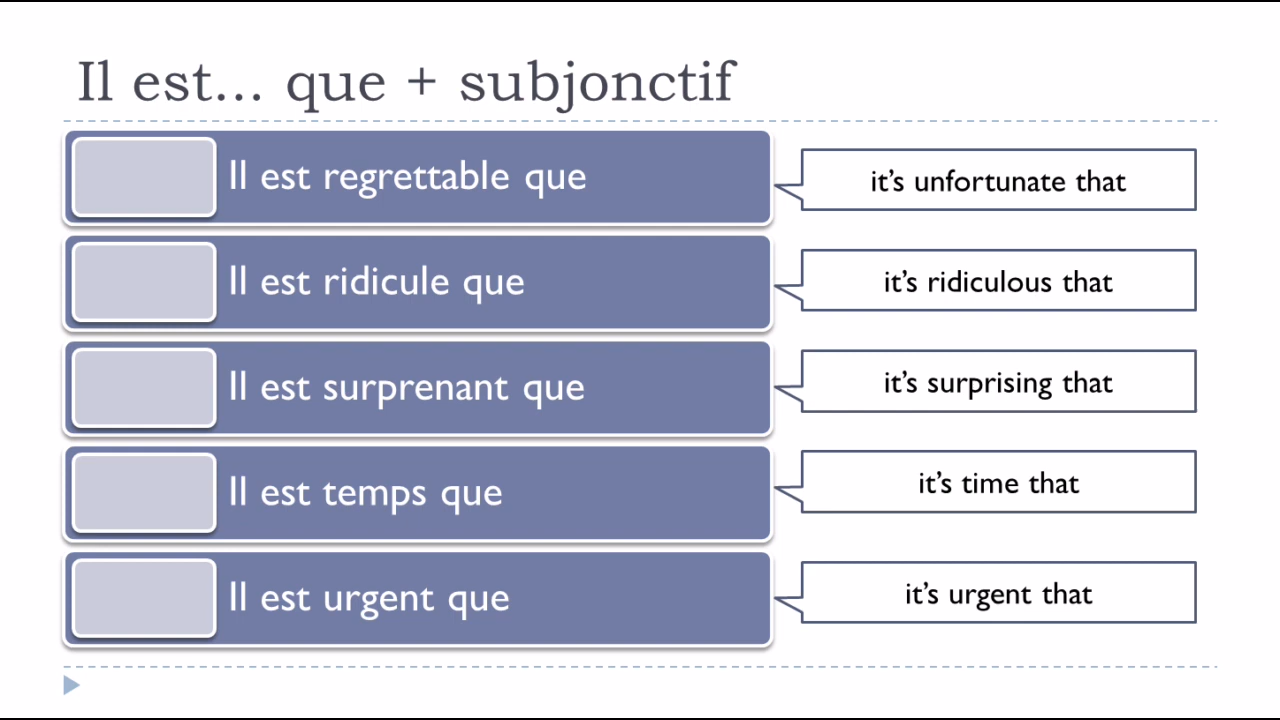 Il est... que + subjonctif
Il est regrettable que
it's unfortunate that
Il est ridicule que
it's ridiculous that
Il est surprenant que
it's surprising that
Il est temps que
it's time that
Il est urgent que
it's urgent that